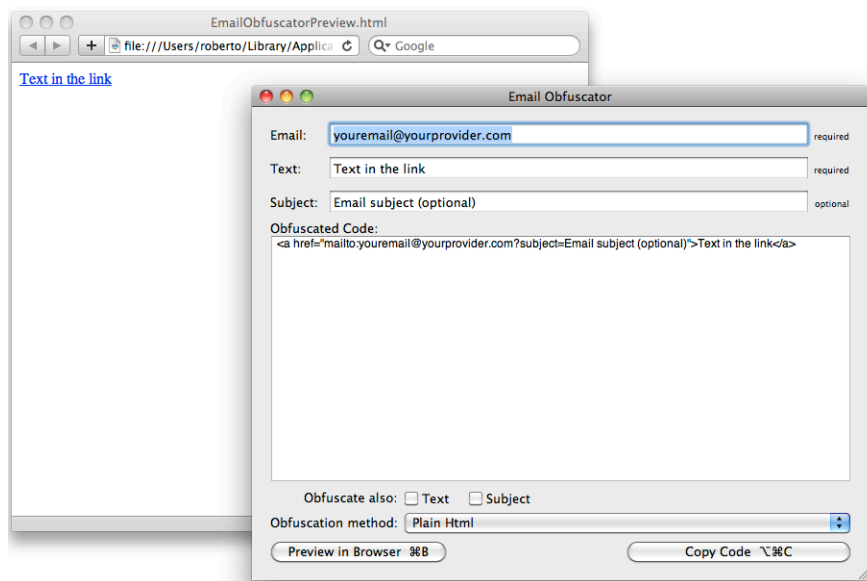 EmailObfuscatorPreview.html
file:///Users/roberto/Library/Applica
Google
Text in the link
Email Obfuscator
Email: youremail@yourprovider.com required
Text: Text in the link required
Subject: Email subject (optional) optional
Obfuscated Code:
<a href="mailto:youremail@yourprovider.com?subject=Email subject (optional)">Text in the link</a>
Obfuscate also: Text Subject
Obfuscation method: Plain Html
Preview in Browser ⌘B Copy Code ⌥⌘C